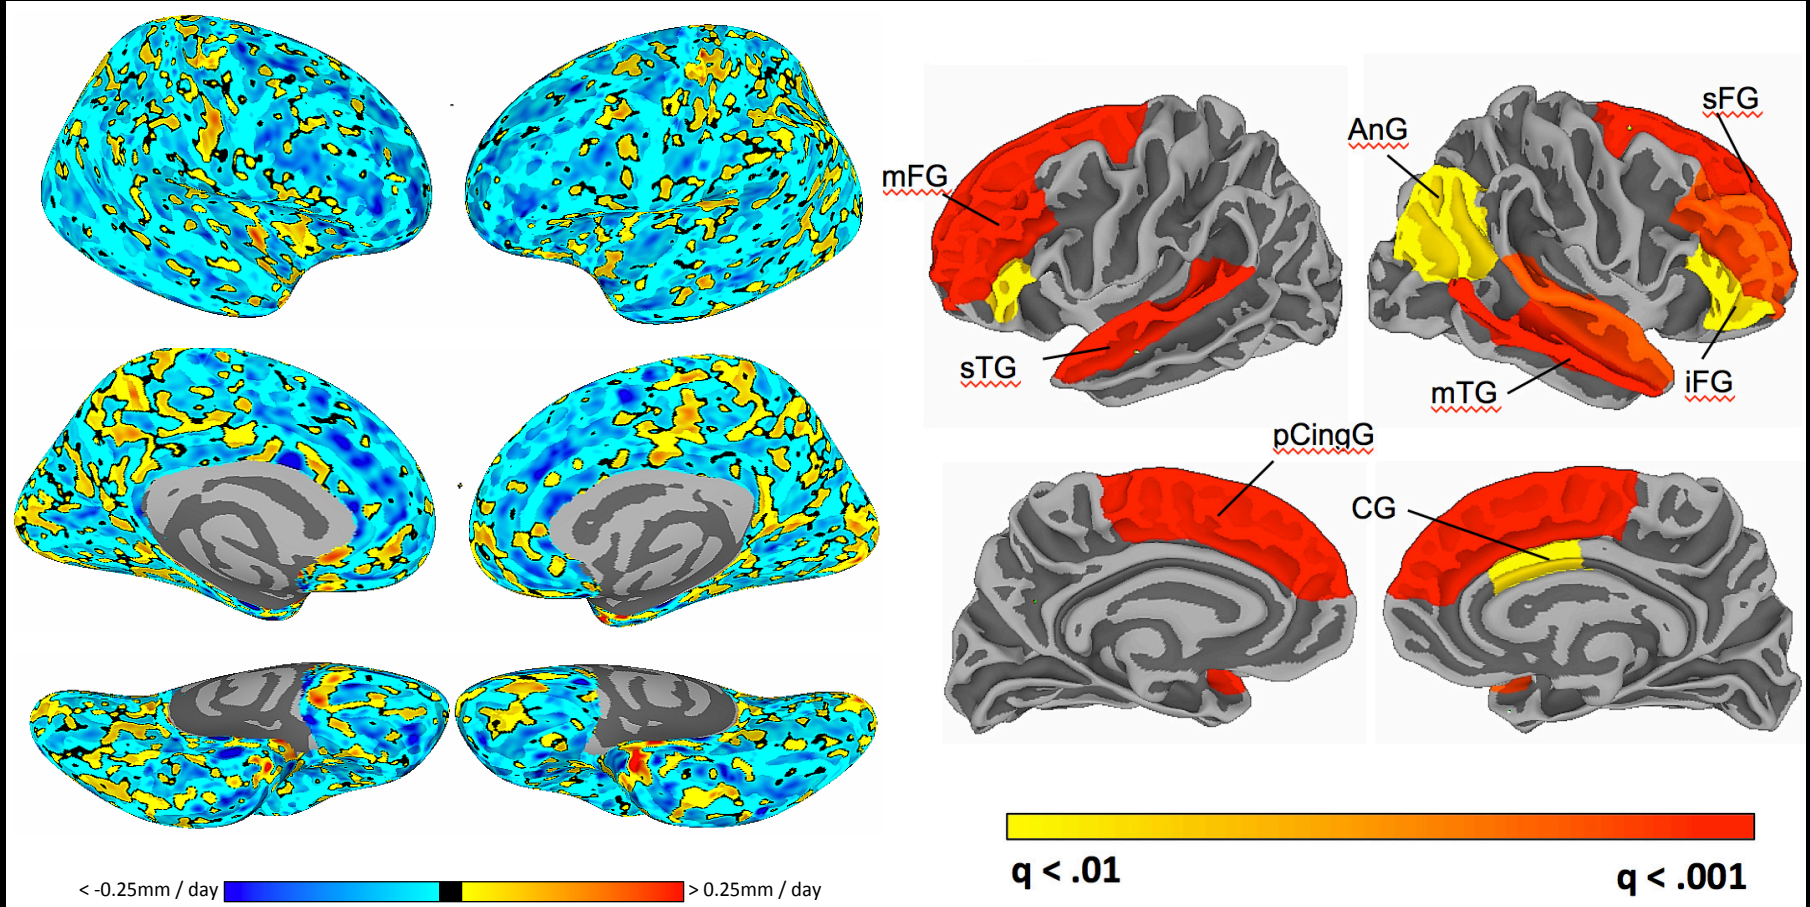 mFG
AnG
sFG
sTG
mTG
iFG
pCingG
CG
q < .01
q < .001
< -0.25mm / day
> 0.25mm / day